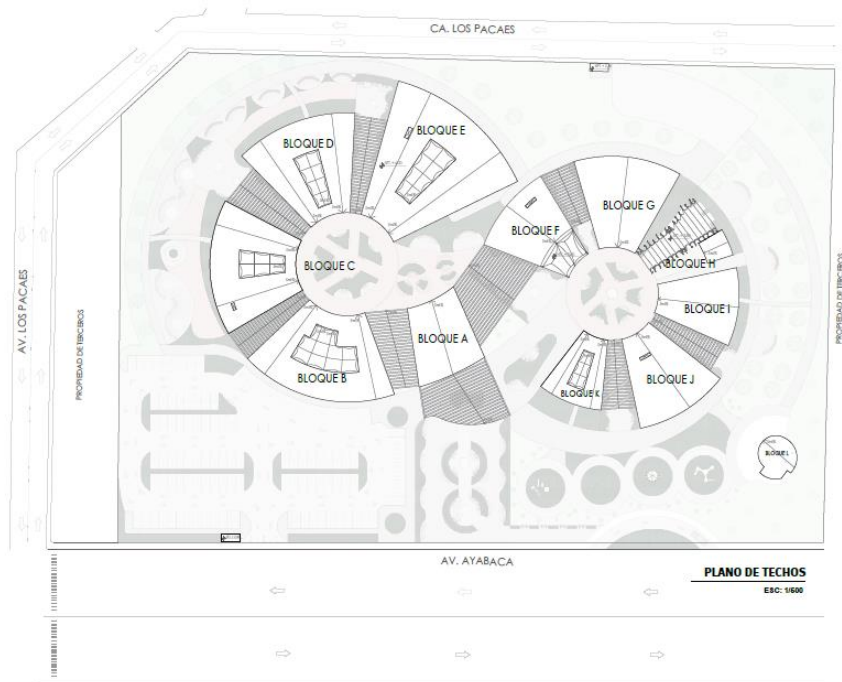 CA. LOS PACAES
BLOQUE E
BLOQUE D
BLOQUE G
BLOQUE F
BLOQUE C
BLOQUE H
BLOQUE I
AV. LOS PACAES
PROPIEDAD DE TERCEROS
PROPIEDAD DE TERCEROS
BLOQUE A
BLOQUE B
BLOQUE J
BLOQUE K
BLOQUE L
AV. AYABACA
PLANO DE TECHOS
ESC: 1/500